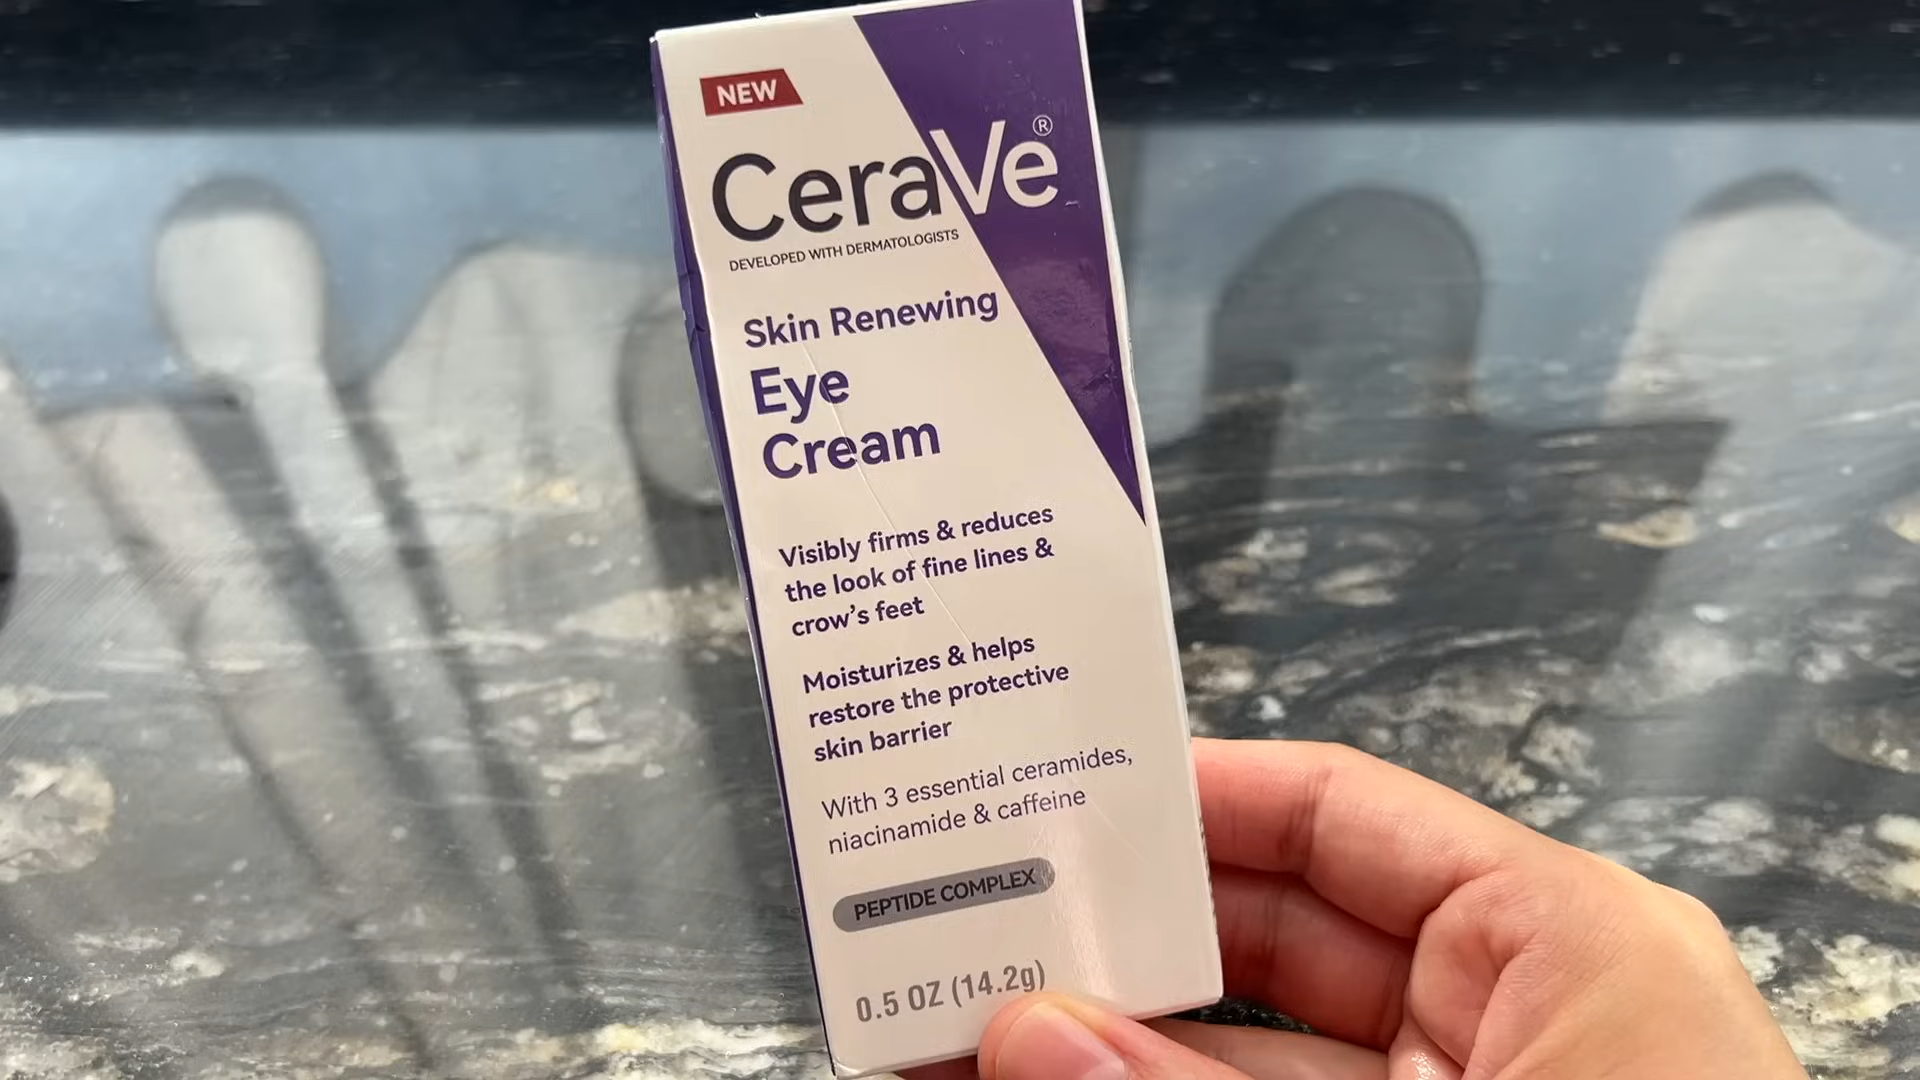 NEW
CeraVe®
DEVELOPED WITH DERMATOLOGISTS
Skin Renewing
Eye
Cream
Visibly firms & reduces
the look of fine lines &
crow’s feet
Moisturizes & helps
restore the protective
skin barrier
With 3 essential ceramides,
niacinamide & caffeine
PEPTIDE COMPLEX
0.5 OZ (14.2g)